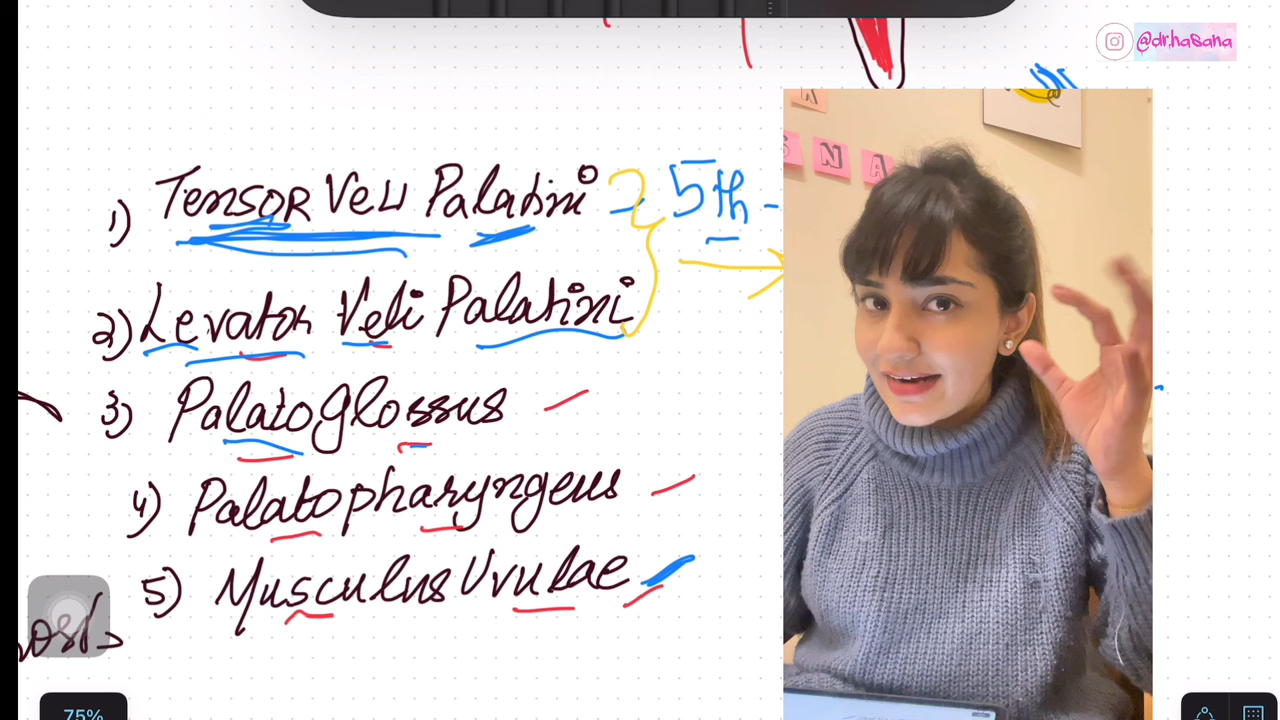 @dr.hasana
N
S N A
1) Tensor Veli Palatini → 5th -
2) Levator Veli Palatini
3) Palatoglossus
4) Palatopharyngeus
5) Musculus Uvulae
75%